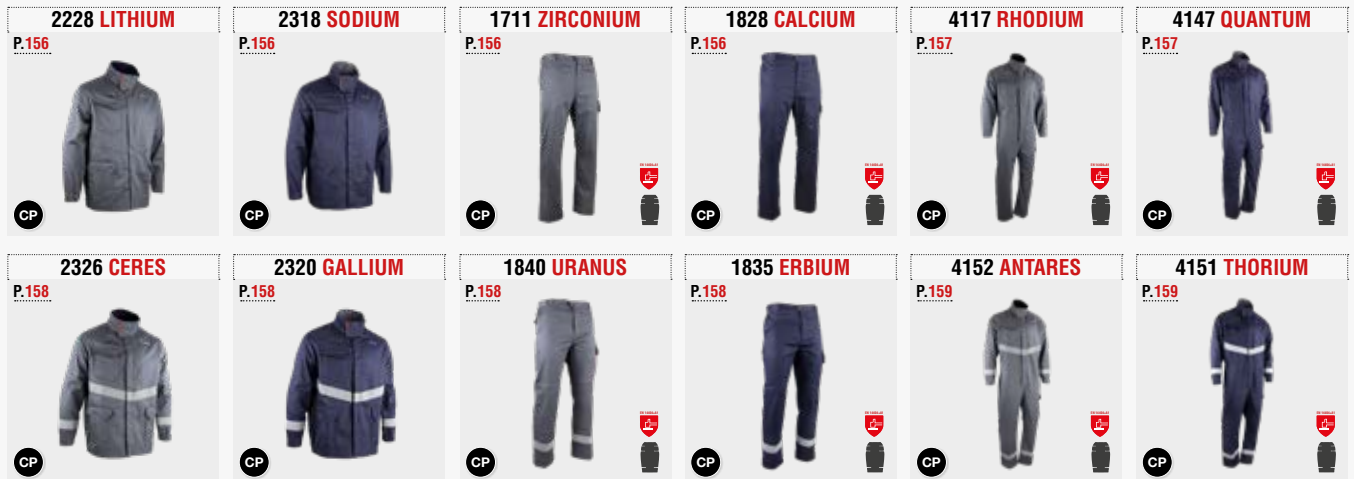 2228 LITHIUM
P.156
CP
2318 SODIUM
P.156
CP
1711 ZIRCONIUM
P.156
CP
1828 CALCIUM
P.156
CP
4117 RHODIUM
P.157
CP
4147 QUANTUM
P.157
CP
2326 CERES
P.158
CP
2320 GALLIUM
P.158
CP
1840 URANUS
P.158
CP
1835 ERBIUM
P.158
CP
4152 ANTARES
P.159
CP
4151 THORIUM
P.159
CP